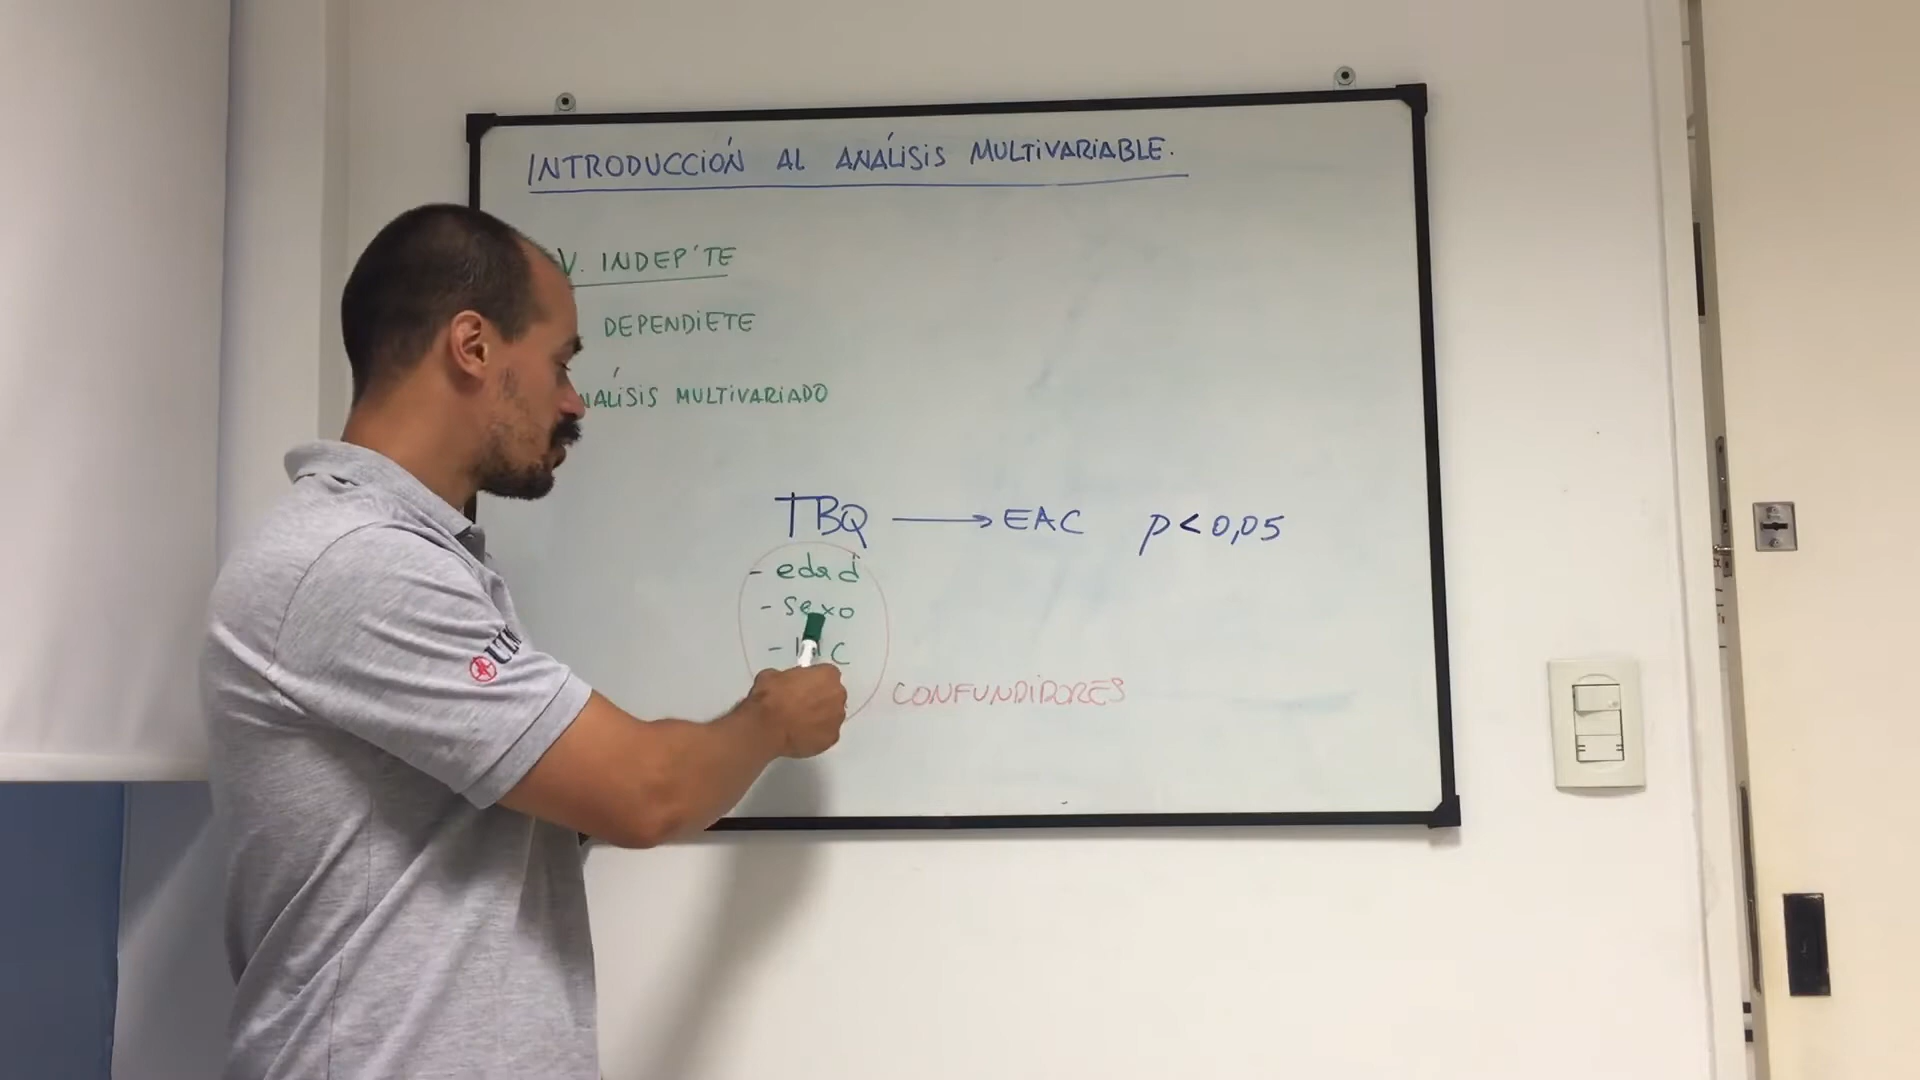 INTRODUCCIÓN AL ANÁLISIS MULTIVARIABLE.
V. INDEP'TE
DEPENDIETE
NÁLISIS MULTIVARIADO
TBQ → EAC p < 0,05
- edad
- sexo
CONFUNDIDORES